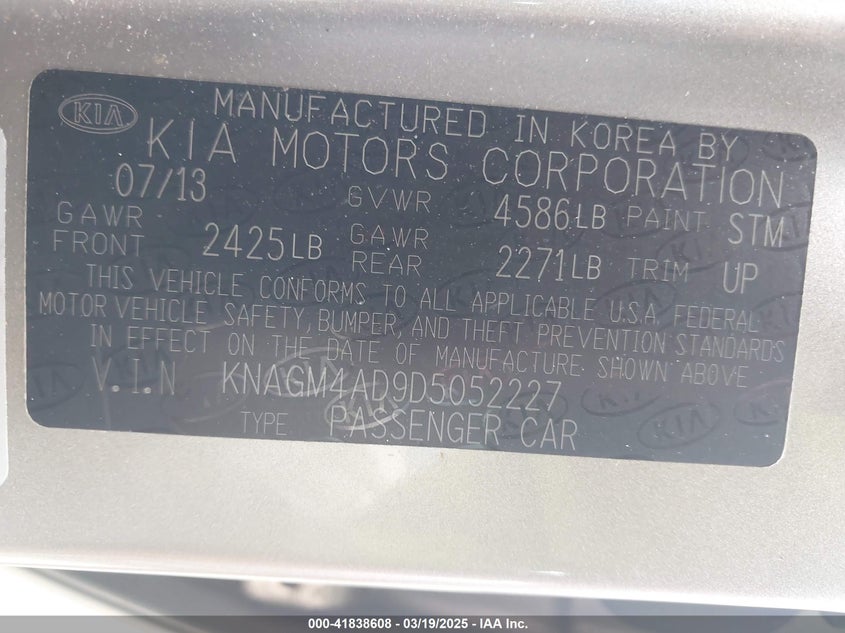 KIA MANUFACTURED IN KOREA BY
KIA MOTORS CORPORATION
07/13 GVWR 4586LB PAINT STM
GAWR FRONT 2425LB GAWR REAR 2271LB TRIM UP
THIS VEHICLE CONFORMS TO ALL APPLICABLE U.S.A. FEDERAL
MOTOR VEHICLE SAFETY, BUMPER, AND THEFT PREVENTION STANDARDS
IN EFFECT ON THE DATE OF MANUFACTURE SHOWN ABOVE
V.I.N KNAGM4AD9D5052227
TYPE PASSENGER CAR
000-41838608 - 03/19/2025 - IAA Inc.